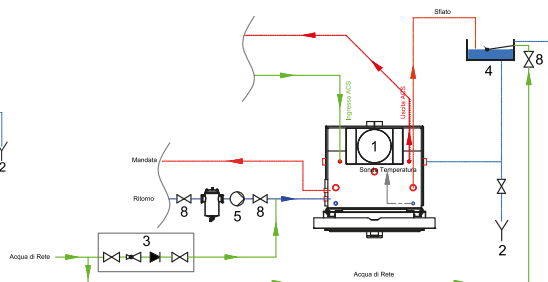 Sfiato
8
4
Ingresso ACS
Uscita ACS
1
2
Mandata
Sonda Temperatura
Ritorno
8
5
8
3
2
Acqua di Rete
Acqua di Rete